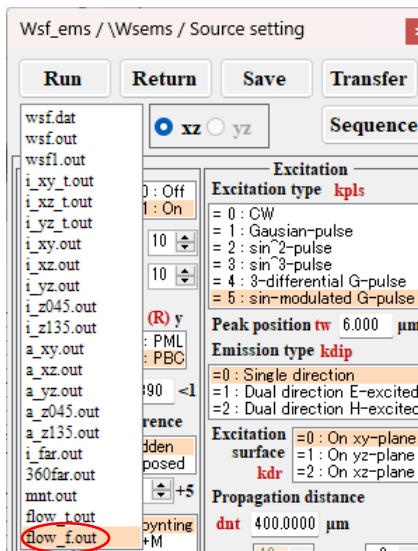 Wsf_ems / \Wsems / Source setting
Run Return Save Transfer
wsf.dat
wsf.out
wsf1.out
i_xy_t.out
i_xz_t.out
i_yz_t.out
i_xy.out
i_xz.out
i_yz.out
i_z045.out
i_z135.out
a_xy.out
a_xz.out
a_yz.out
a_z045.out
a_z135.out
i_far.out
360far.out
mnt.out
flow_t.out
flow_f.out
xz yz Sequence
0 : Off
1 : On
10
10
(R) y
: PML
: PBC
<1
+5
+M
Excitation
Excitation type kpls
= 0 : CW
= 1 : Gausian-pulse
= 2 : sin^2-pulse
= 3 : sin^3-pulse
= 4 : 3-differential G-pulse
= 5 : sin-modulated G-pulse
Peak position tw 6.000 μm
Emission type kdip
=0 : Single direction
=1 : Dual direction E-excited
=2 : Dual direction H-excited
Excitation surface kdr
=0 : On xy-plane
=1 : On yz-plane
=2 : On xz-plane
Propagation distance
dnt 400.0000 μm